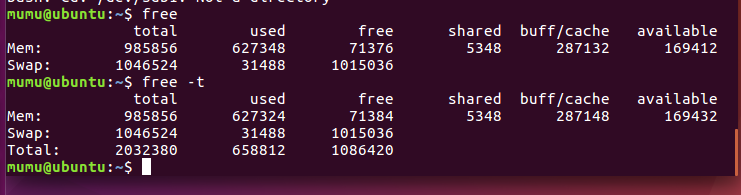 bash: cd: /dev/sda1: Not a directory
mumu@ubuntu:~$ free
total used free shared buff/cache available
Mem: 985856 627348 71376 5348 287132 169412
Swap: 1046524 31488 1015036
mumu@ubuntu:~$ free -t
total used free shared buff/cache available
Mem: 985856 627324 71384 5348 287148 169432
Swap: 1046524 31488 1015036
Total: 2032380 658812 1086420
mumu@ubuntu:~$